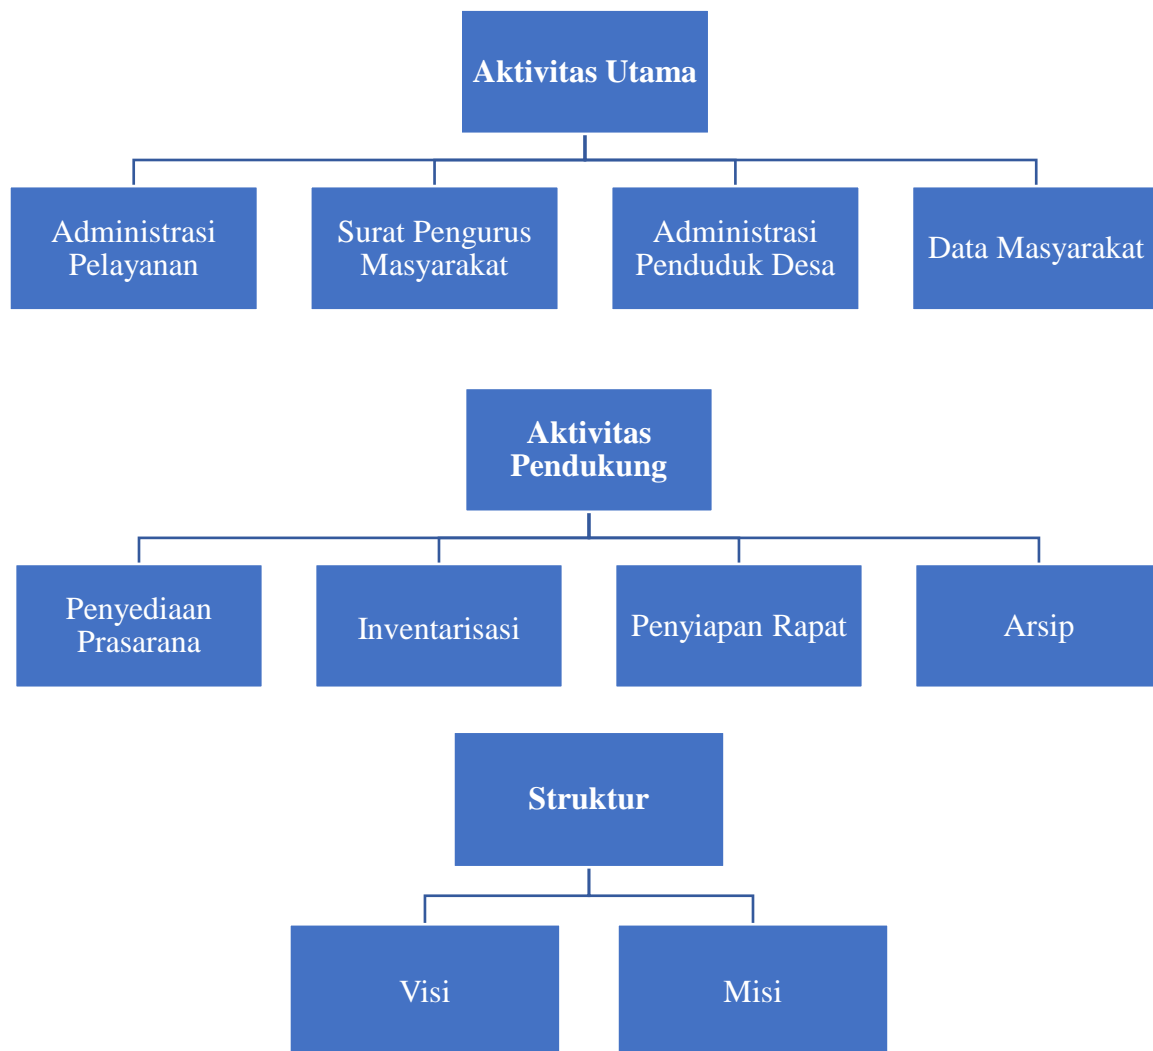 Aktivitas Utama
Administrasi
Pelayanan
Surat Pengurus
Masyarakat
Administrasi
Penduduk Desa
Data Masyarakat
Aktivitas
Pendukung
Penyediaan
Prasarana
Inventarisasi
Penyiapan Rapat
Arsip
Struktur
Visi
Misi